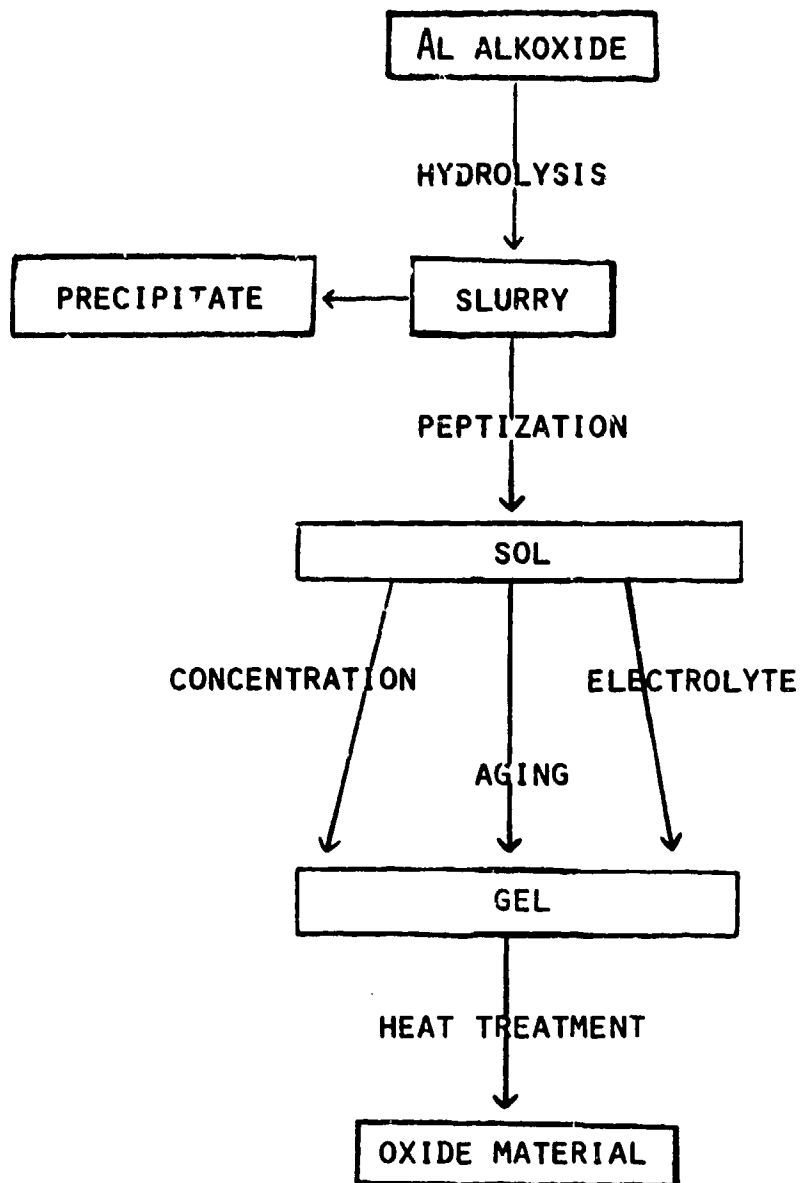 AL ALKOXIDE
HYDROLYSIS
PRECIPITATE
SLURRY
PEPTIZATION
SOL
CONCENTRATION
ELECTROLYTE
AGING
GEL
HEAT TREATMENT
OXIDE MATERIAL